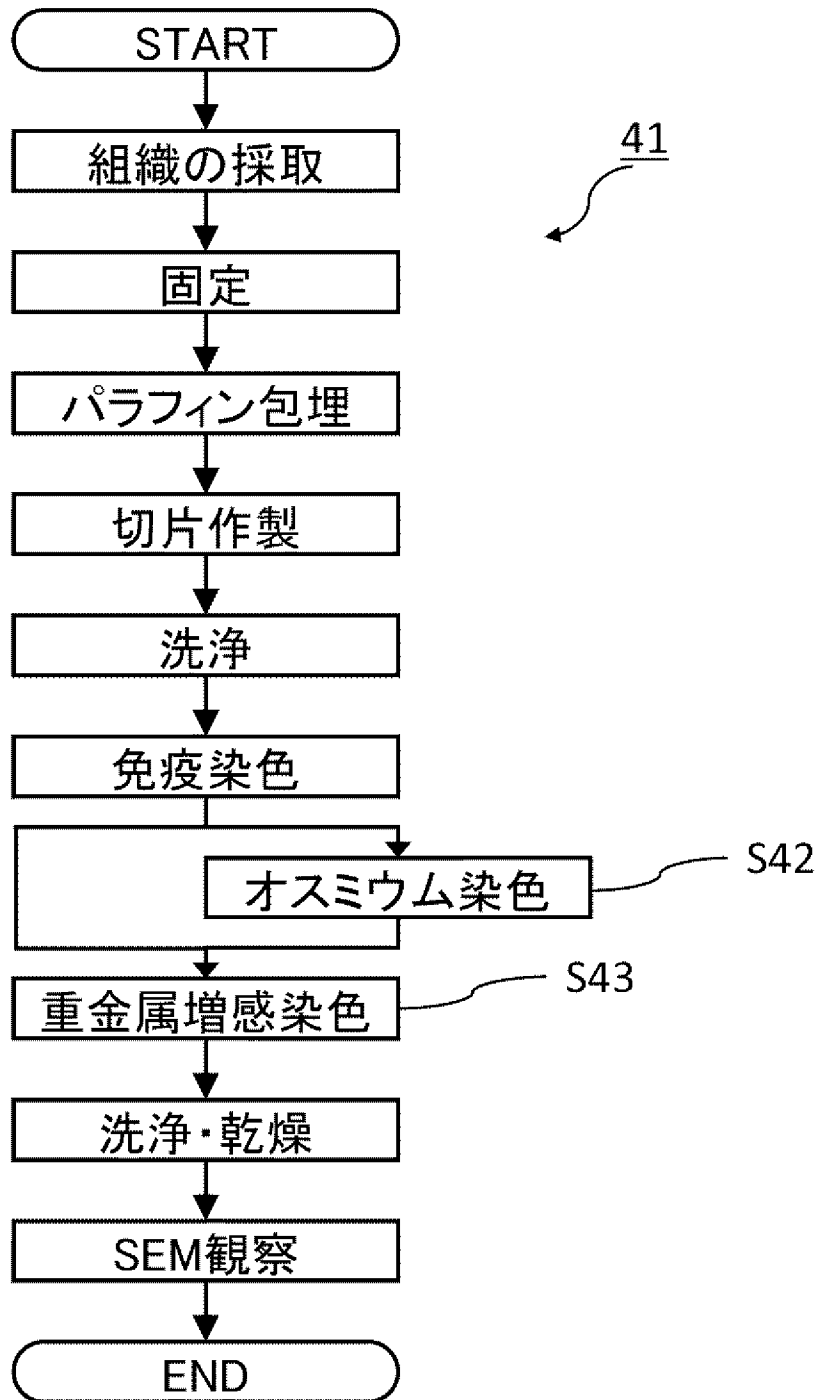 START
組織の採取
41
固定
パラフィン包埋
切片作製
洗浄
免疫染色
オスミウム染色
S42
重金属増感染色
S43
洗浄・乾燥
SEM観察
END